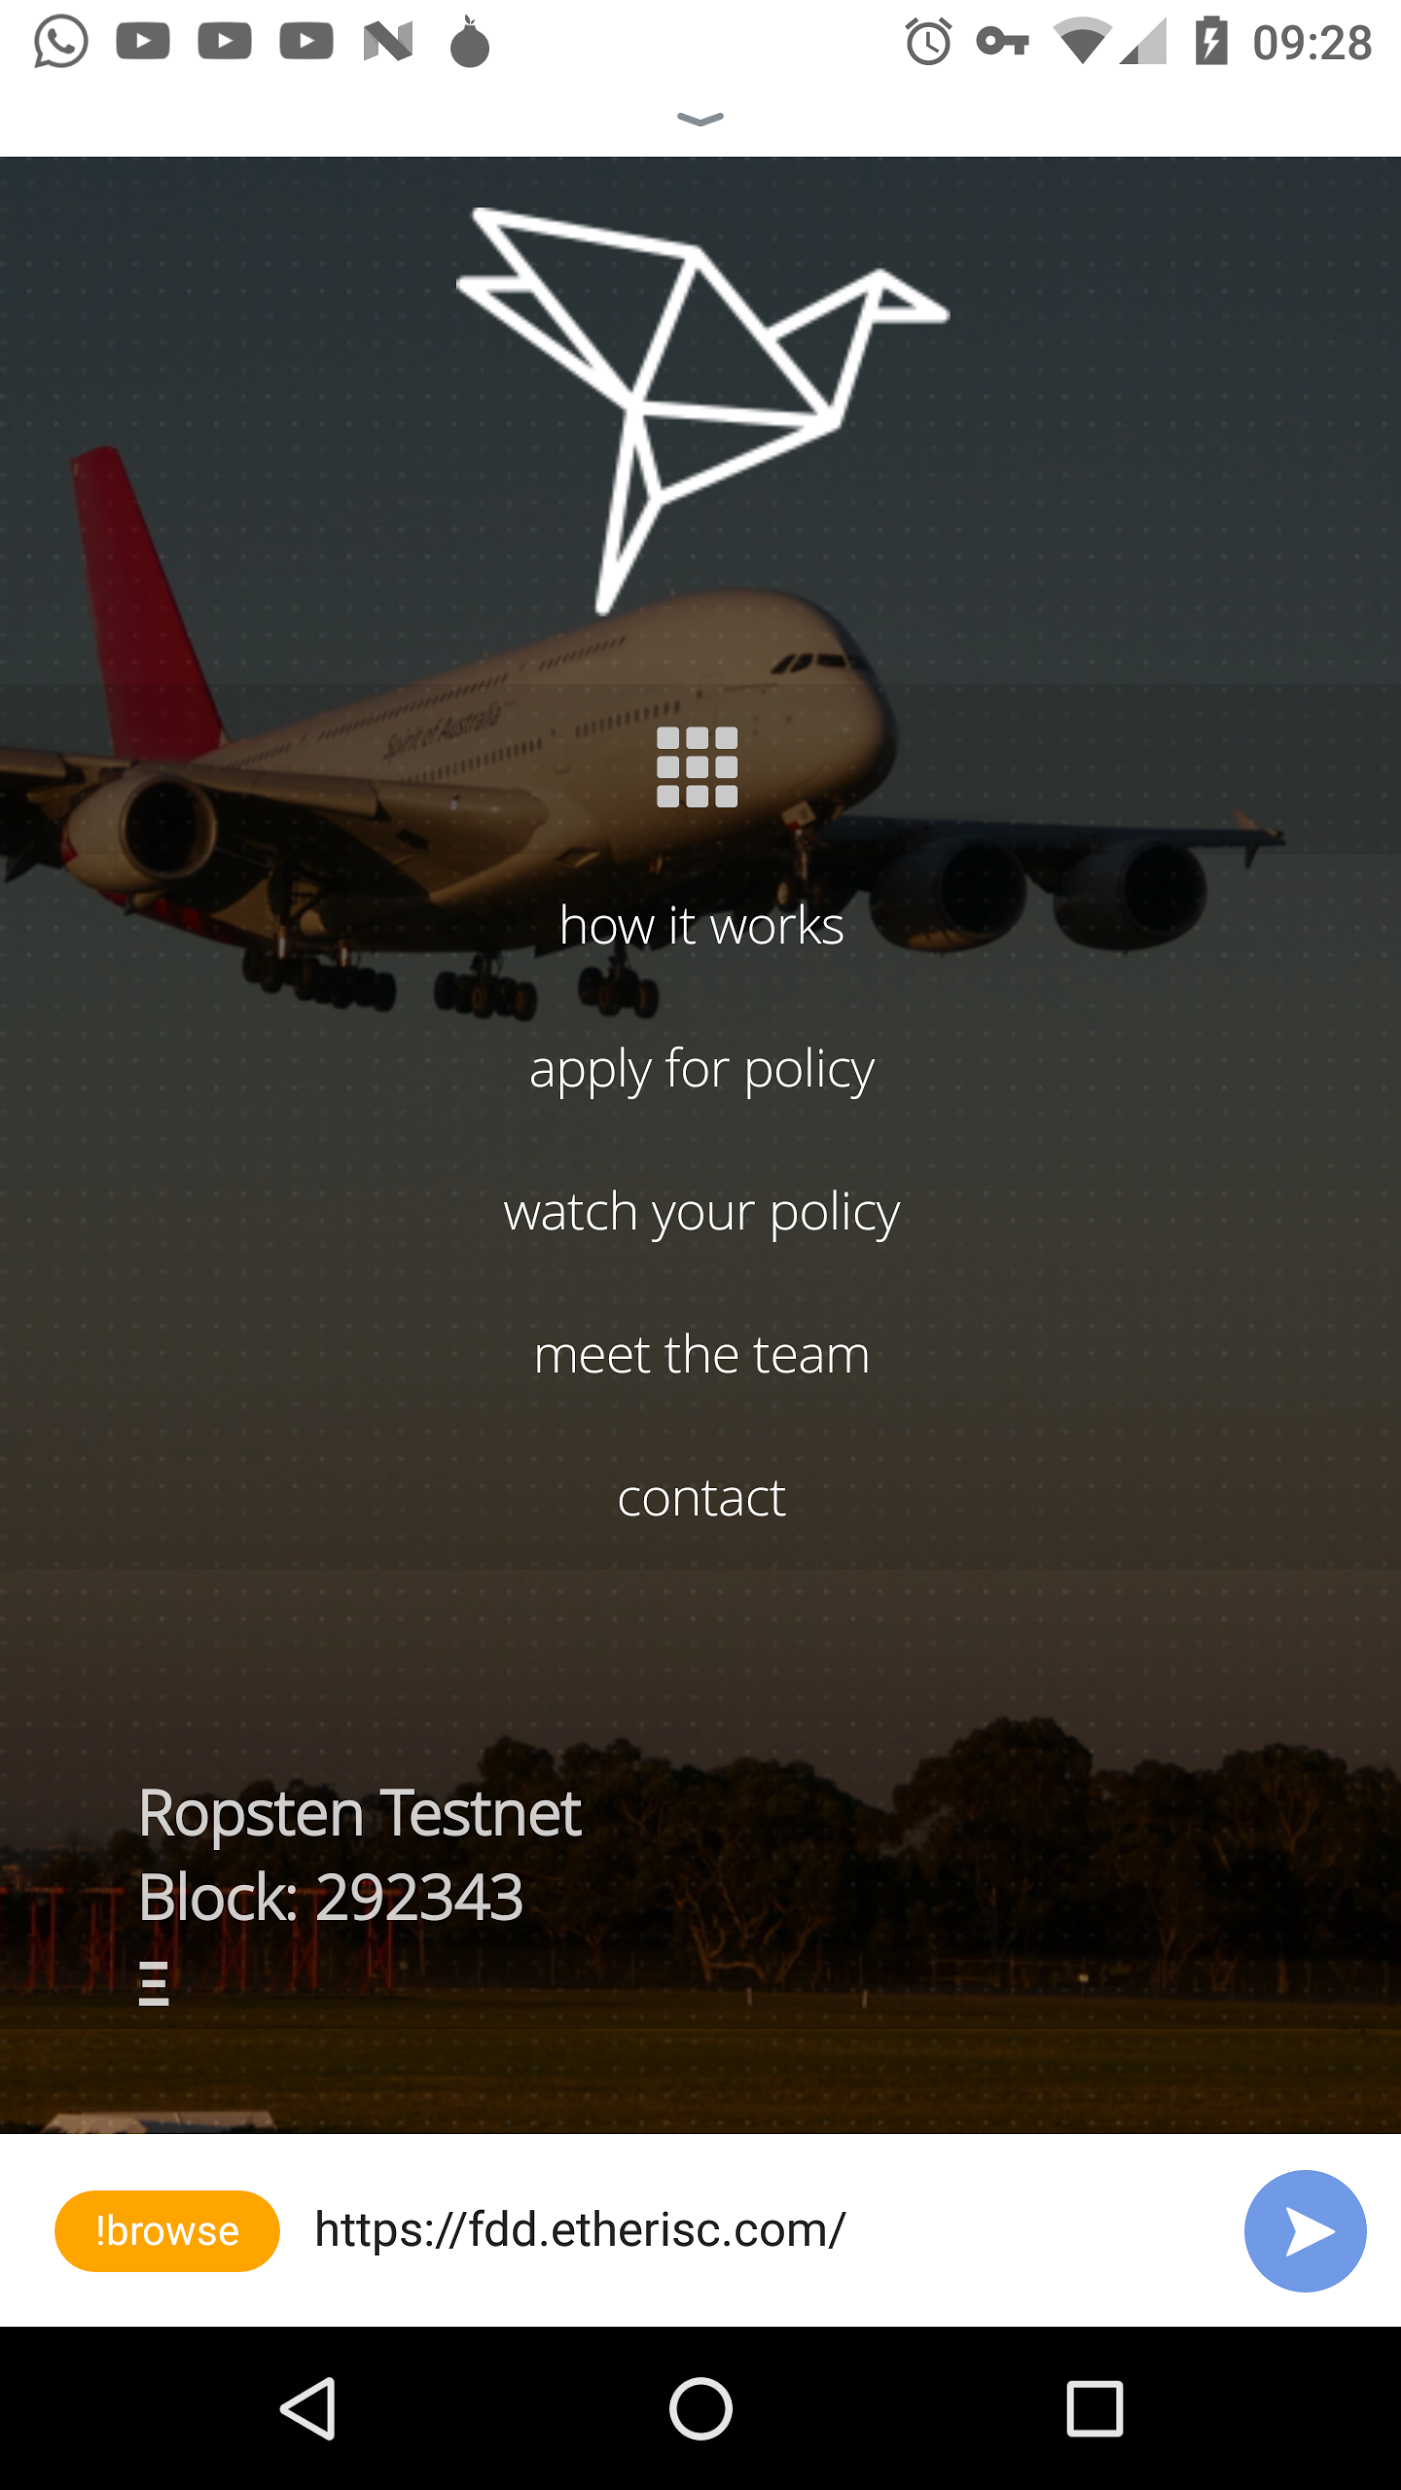 09:28
Spirit of Australia
how it works
apply for policy
watch your policy
meet the team
contact
Ropsten Testnet
Block: 292343
Ξ
!browse https://fdd.etherisc.com/